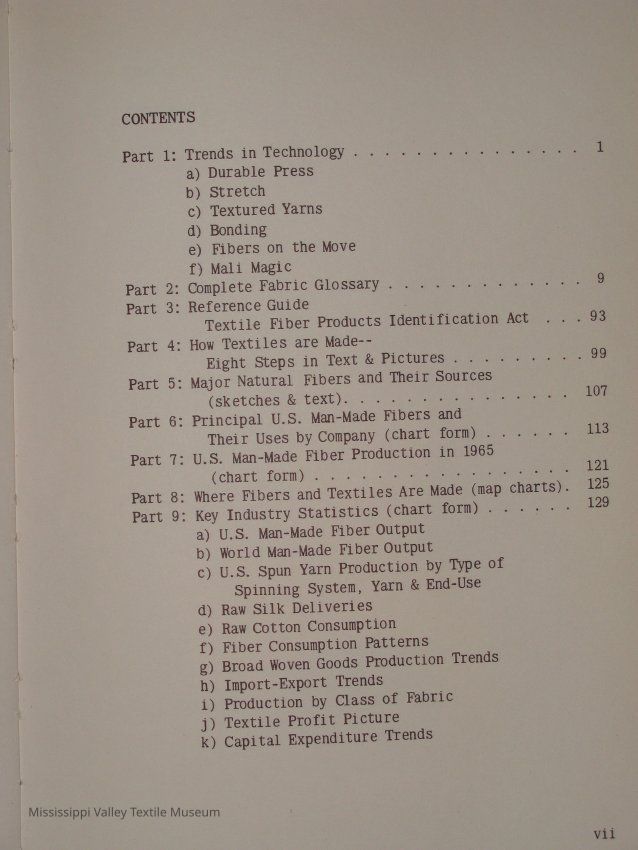 CONTENTS
Part 1: Trends in Technology . . . . . . . . . . . . . . . 1
a) Durable Press
b) Stretch
c) Textured Yarns
d) Bonding
e) Fibers on the Move
f) Mali Magic
Part 2: Complete Fabric Glossary . . . . . . . . . . . . . 9
Part 3: Reference Guide
Textile Fiber Products Identification Act . . . 93
Part 4: How Textiles are Made--
Eight Steps in Text & Pictures . . . . . . . . . 99
Part 5: Major Natural Fibers and Their Sources
(sketches & text). . . . . . . . . . . . . . . 107
Part 6: Principal U.S. Man-Made Fibers and
Their Uses by Company (chart form) . . . . . . 113
Part 7: U.S. Man-Made Fiber Production in 1965
(chart form) . . . . . . . . . . . . . . . . . 121
Part 8: Where Fibers and Textiles Are Made (map charts). 125
Part 9: Key Industry Statistics (chart form) . . . . . . 129
a) U.S. Man-Made Fiber Output
b) World Man-Made Fiber Output
c) U.S. Spun Yarn Production by Type of
Spinning System, Yarn & End-Use
d) Raw Silk Deliveries
e) Raw Cotton Consumption
f) Fiber Consumption Patterns
g) Broad Woven Goods Production Trends
h) Import-Export Trends
i) Production by Class of Fabric
j) Textile Profit Picture
k) Capital Expenditure Trends
Mississippi Valley Textile Museum
vii